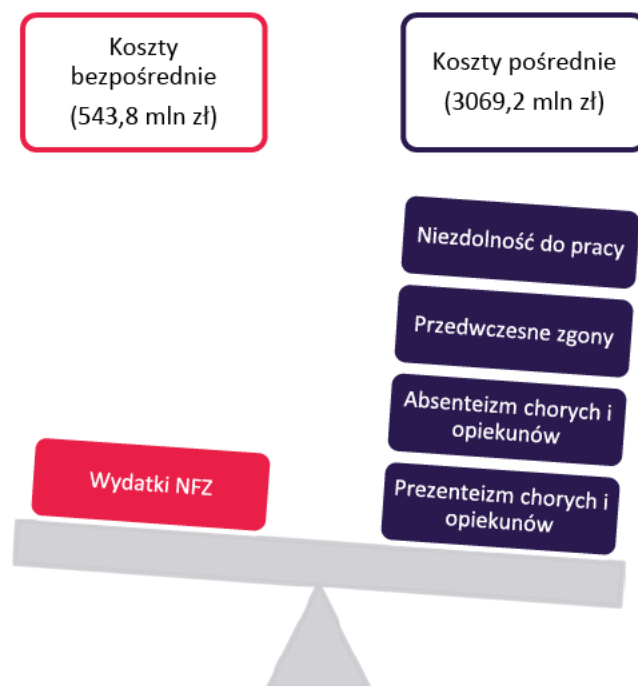 Koszty
bezpośrednie
(543,8 mln zł)
Koszty pośrednie
(3069,2 mln zł)
Niezdolność do pracy
Przedwczesne zgony
Absenteizm chorych i
opiekunów
Prezenteizm chorych i
opiekunów
Wydatki NFZ